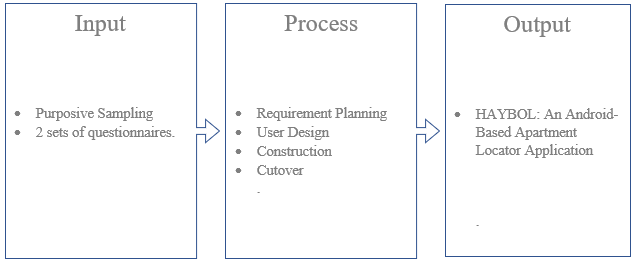 Input
• Purposive Sampling
• 2 sets of questionnaires.
Process
• Requirement Planning
• User Design
• Construction
• Cutover
.
Output
• HAYBOL: An Android-
Based Apartment
Locator Application
.